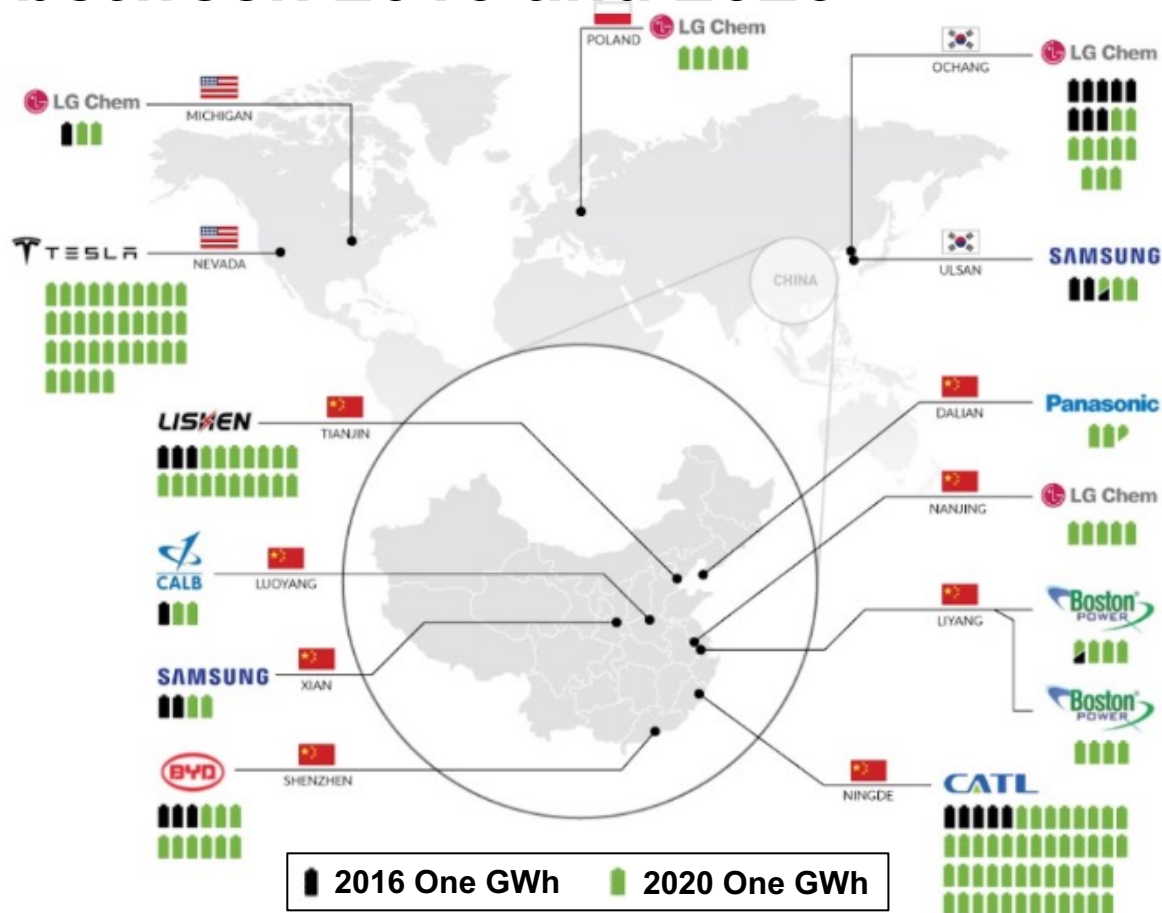 POLAND
LG Chem
OCHANG
LG Chem
LG Chem
MICHIGAN
TESLA
NEVADA
ULSAN
SAMSUNG
CHINA
LISHEN
TIANJIN
DALIAN
Panasonic
NANJING
LG Chem
CALB
LUOYANG
LIYANG
Boston
POWER
SAMSUNG
XIAN
Boston
POWER
BYD
SHENZHEN
NINGDE
CATL
2016 One GWh
2020 One GWh